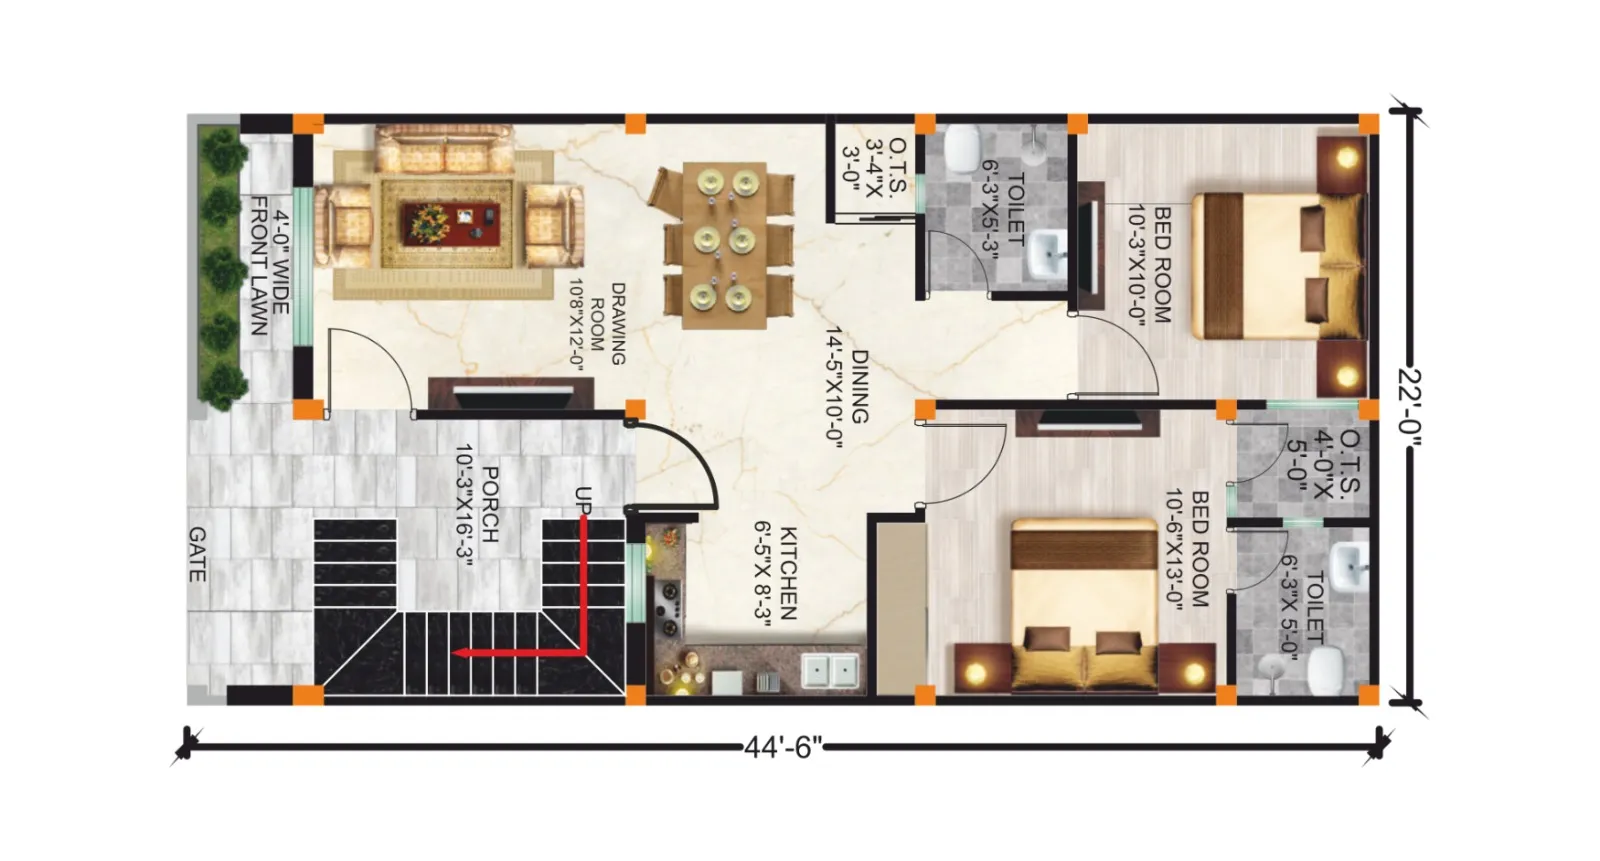 4'-0" WIDE
FRONT LAWN
GATE
DRAWING
ROOM
10'8"X12'-0"
PORCH
10'-3"X16'-3"
UP
DINING
14'-5"X10'-0"
KITCHEN
6'-5"X 8'-3"
O.T.S.
3'-4"X
3'-0"
TOILET
6'-3"X5'-3"
BED ROOM
10'-3"X10'-0"
BED ROOM
10'-6"X13'-0"
O.T.S.
4'-0"X
5'-0"
TOILET
6'-3"X 5'-0"
22'-0"
44'-6"